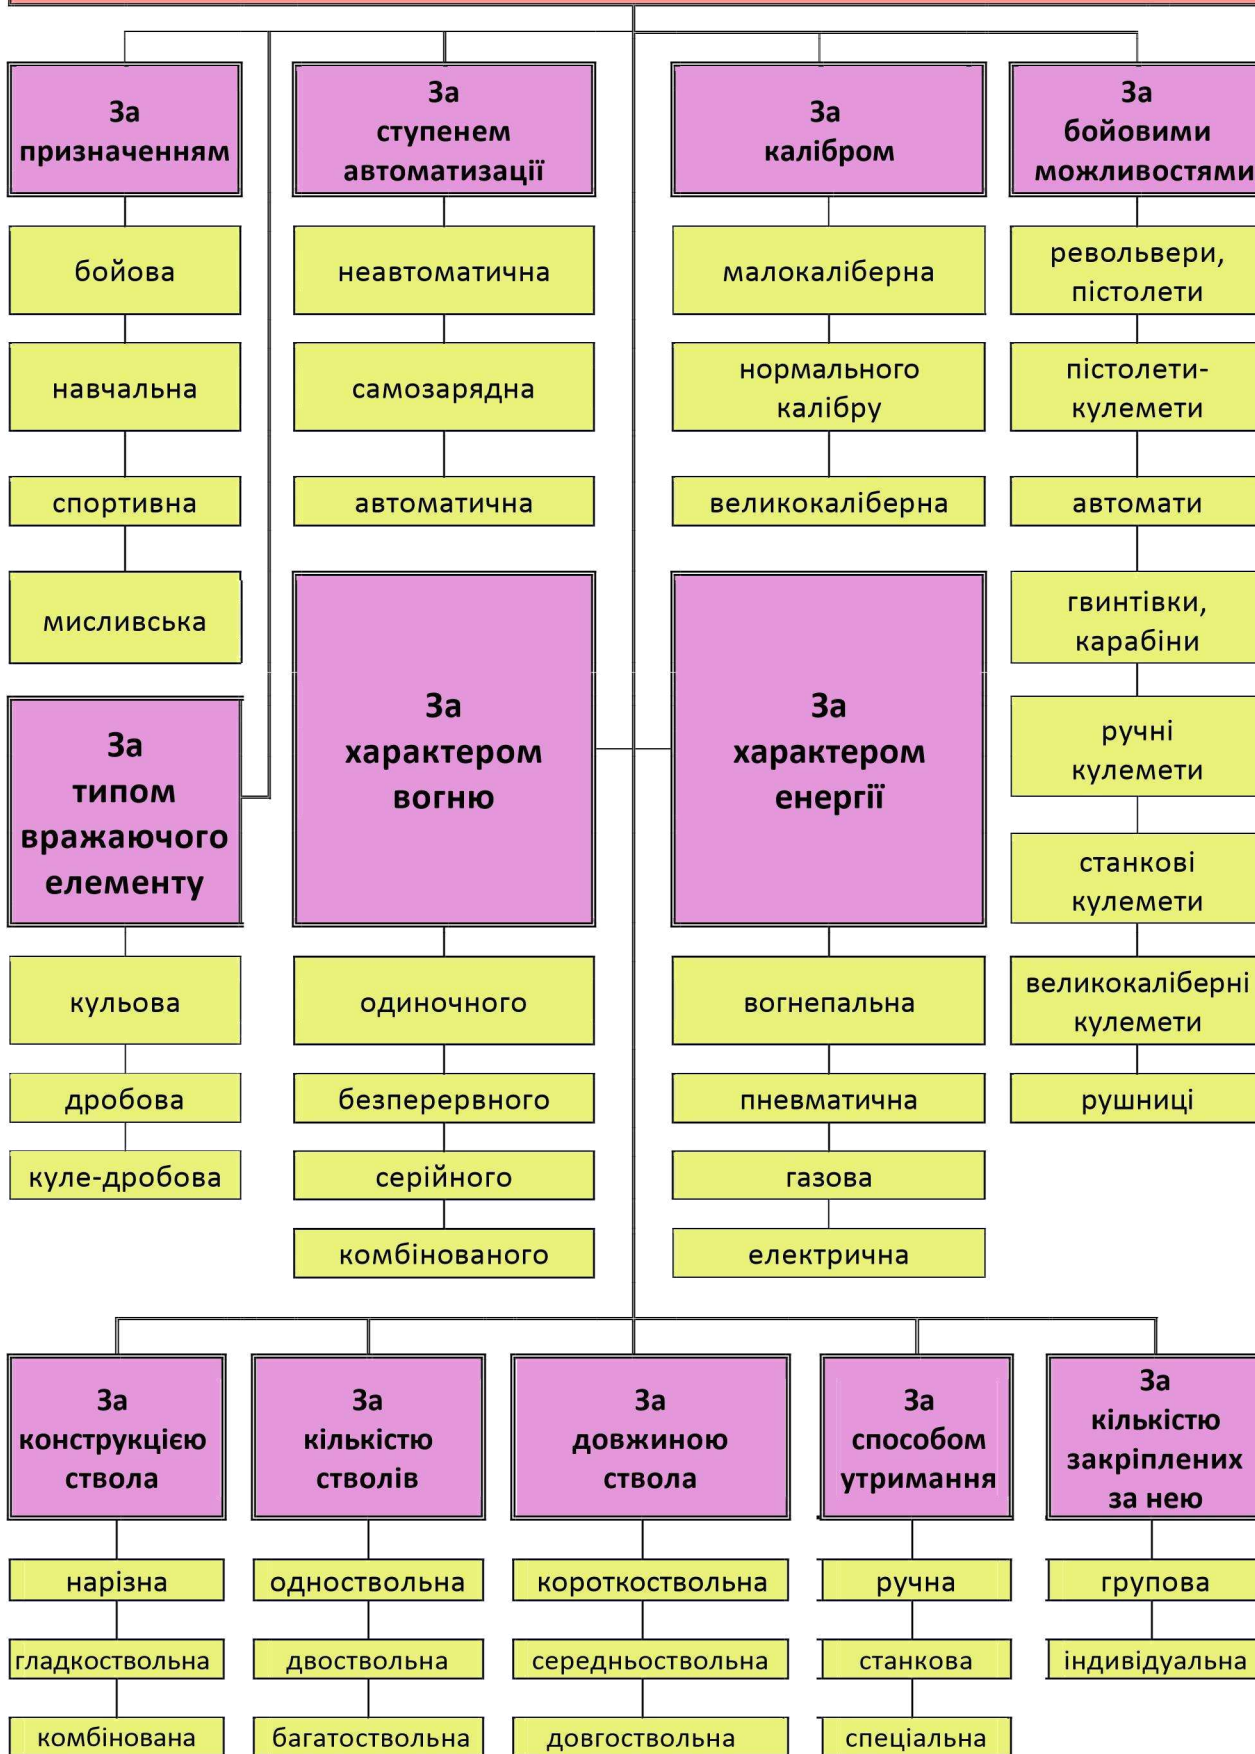 За
призначенням
бойова
навчальна
спортивна
мисливська
За
типом
вражаючого
елементу
кульова
дробова
куле-дробова
За
ступенем
автоматизації
неавтоматична
самозарядна
автоматична
За
характером
вогню
одиночного
безперервного
серійного
комбінованого
За
калібром
малокаліберна
нормального
калібру
великокаліберна
За
характером
енергії
вогнепальна
пневматична
газова
електрична
За
бойовими
можливостями
револьвери,
пістолети
пістолети-
кулемети
автомати
гвинтівки,
карабіни
ручні
кулемети
станкові
кулемети
великокаліберні
кулемети
рушниці
За
конструкцією
ствола
нарізна
гладкоствольна
комбінована
За
кількістю
стволів
одноствольна
двоствольна
багатоствольна
За
довжиною
ствола
короткоствольна
середньоствольна
довгоствольна
За
способом
утримання
ручна
станкова
спеціальна
За
кількістю
закріплених
за нею
групова
індивідуальна